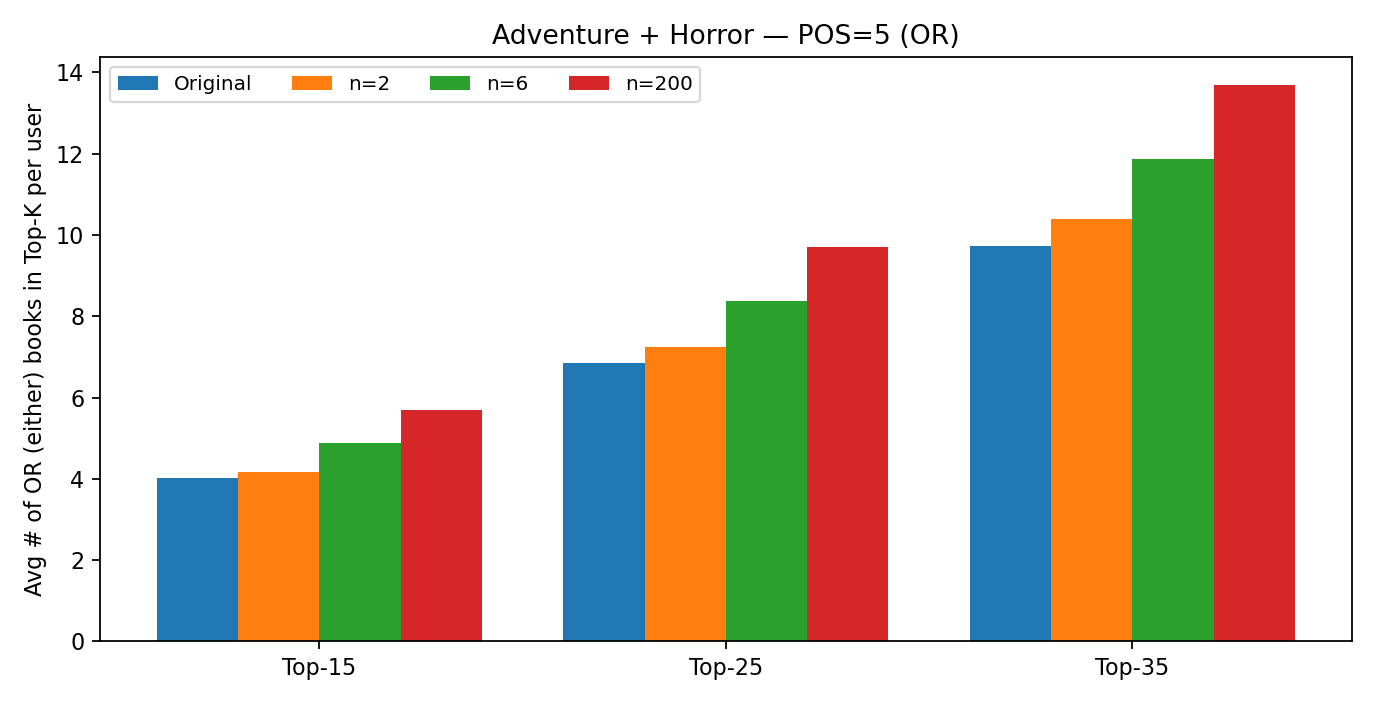 Adventure + Horror — POS=5 (OR)
Original n=2 n=6 n=200
Avg # of OR (either) books in Top-K per user
14
12
10
8
6
4
2
0
Top-15 Top-25 Top-35